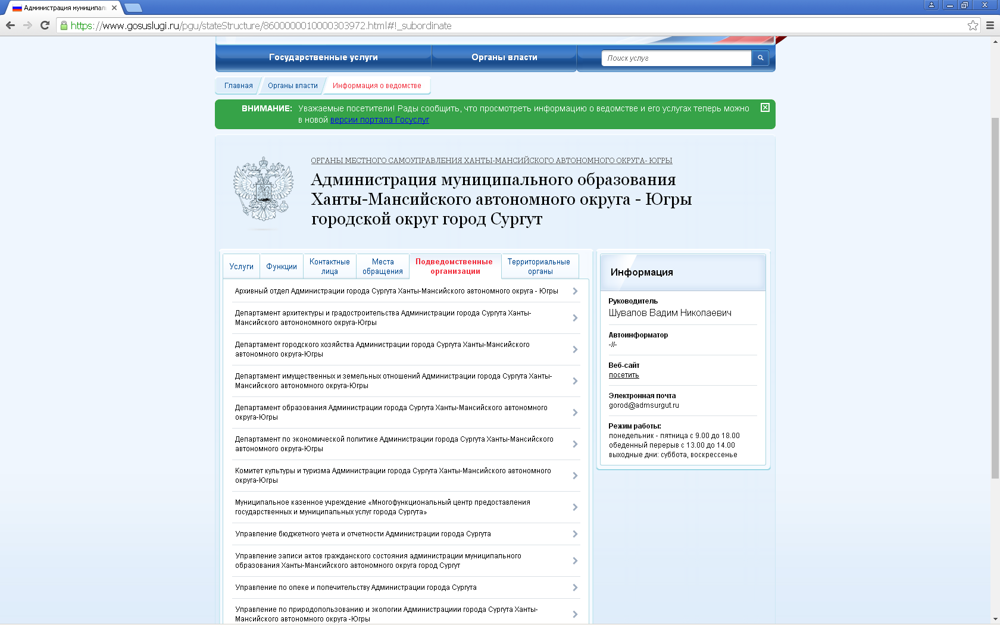 Администрация муниципаль
https://www.gosuslugi.ru/pgu/stateStructure/8600000010000303972.html#!_subordinate
Государственные услуги
Органы власти
Поиск услуг
Главная
Органы власти
Информация о ведомстве
ВНИМАНИЕ: Уважаемые посетители! Рады сообщить, что просмотреть информацию о ведомстве и его услугах теперь можно
в новой версии портала Госуслуг
ОРГАНЫ МЕСТНОГО САМОУПРАВЛЕНИЯ ХАНТЫ-МАНСИЙСКОГО АВТОНОМНОГО ОКРУГА- ЮГРЫ
Администрация муниципального образования
Ханты-Мансийского автономного округа - Югры
городской округ город Сургут
Услуги
Функции
Контактные
лица
Места
обращения
Подведомственные
организации
Территориальные
органы
Архивный отдел Администрации города Сургута Ханты-Мансийского автономного округа - Югры
Департамент архитектуры и градостроительства Администрации города Сургута Ханты-
Мансийского автонономного округа-Югры
Департамент городского хозяйства Администрации города Сургута Ханты-Мансийского
автономного округа-Югры
Департамент имущественных и земельных отношений Администрации города Сургута Ханты-
Мансийского автономного округа-Югры
Департамент образования Администрации города Сургута Ханты-Мансийского автономного
округа-Югры
Департамент по экономической политике Администрации города Сургута Ханты-Мансийского
автономного округа-Югры
Комитет культуры и туризма Администрации города Сургута Ханты-Мансийского автономного
округа-Югры
Муниципальное казенное учреждение «Многофункциональный центр предоставления
государственных и муниципальных услуг города Сургута»
Управление бюджетного учета и отчетности Администрации города Сургута
Управление записи актов гражданского состояния администрации муниципального
образования Ханты-Мансийского автономного округа город Сургут
Управление по опеке и попечительству Администрации города Сургута
Управление по природопользованию и экологии Администрациии города Сургута Ханты-
Мансийского автономного округа -Югры
Информация
Руководитель
Шувалов Вадим Николаевич
Автоинформатор
-//-
Веб-сайт
посетить
Электронная почта
gorod@admsurgut.ru
Режим работы:
понедельник - пятница с 9.00 до 18.00
обеденный перерыв с 13.00 до 14.00
выходные дни: суббота, воскрессенье